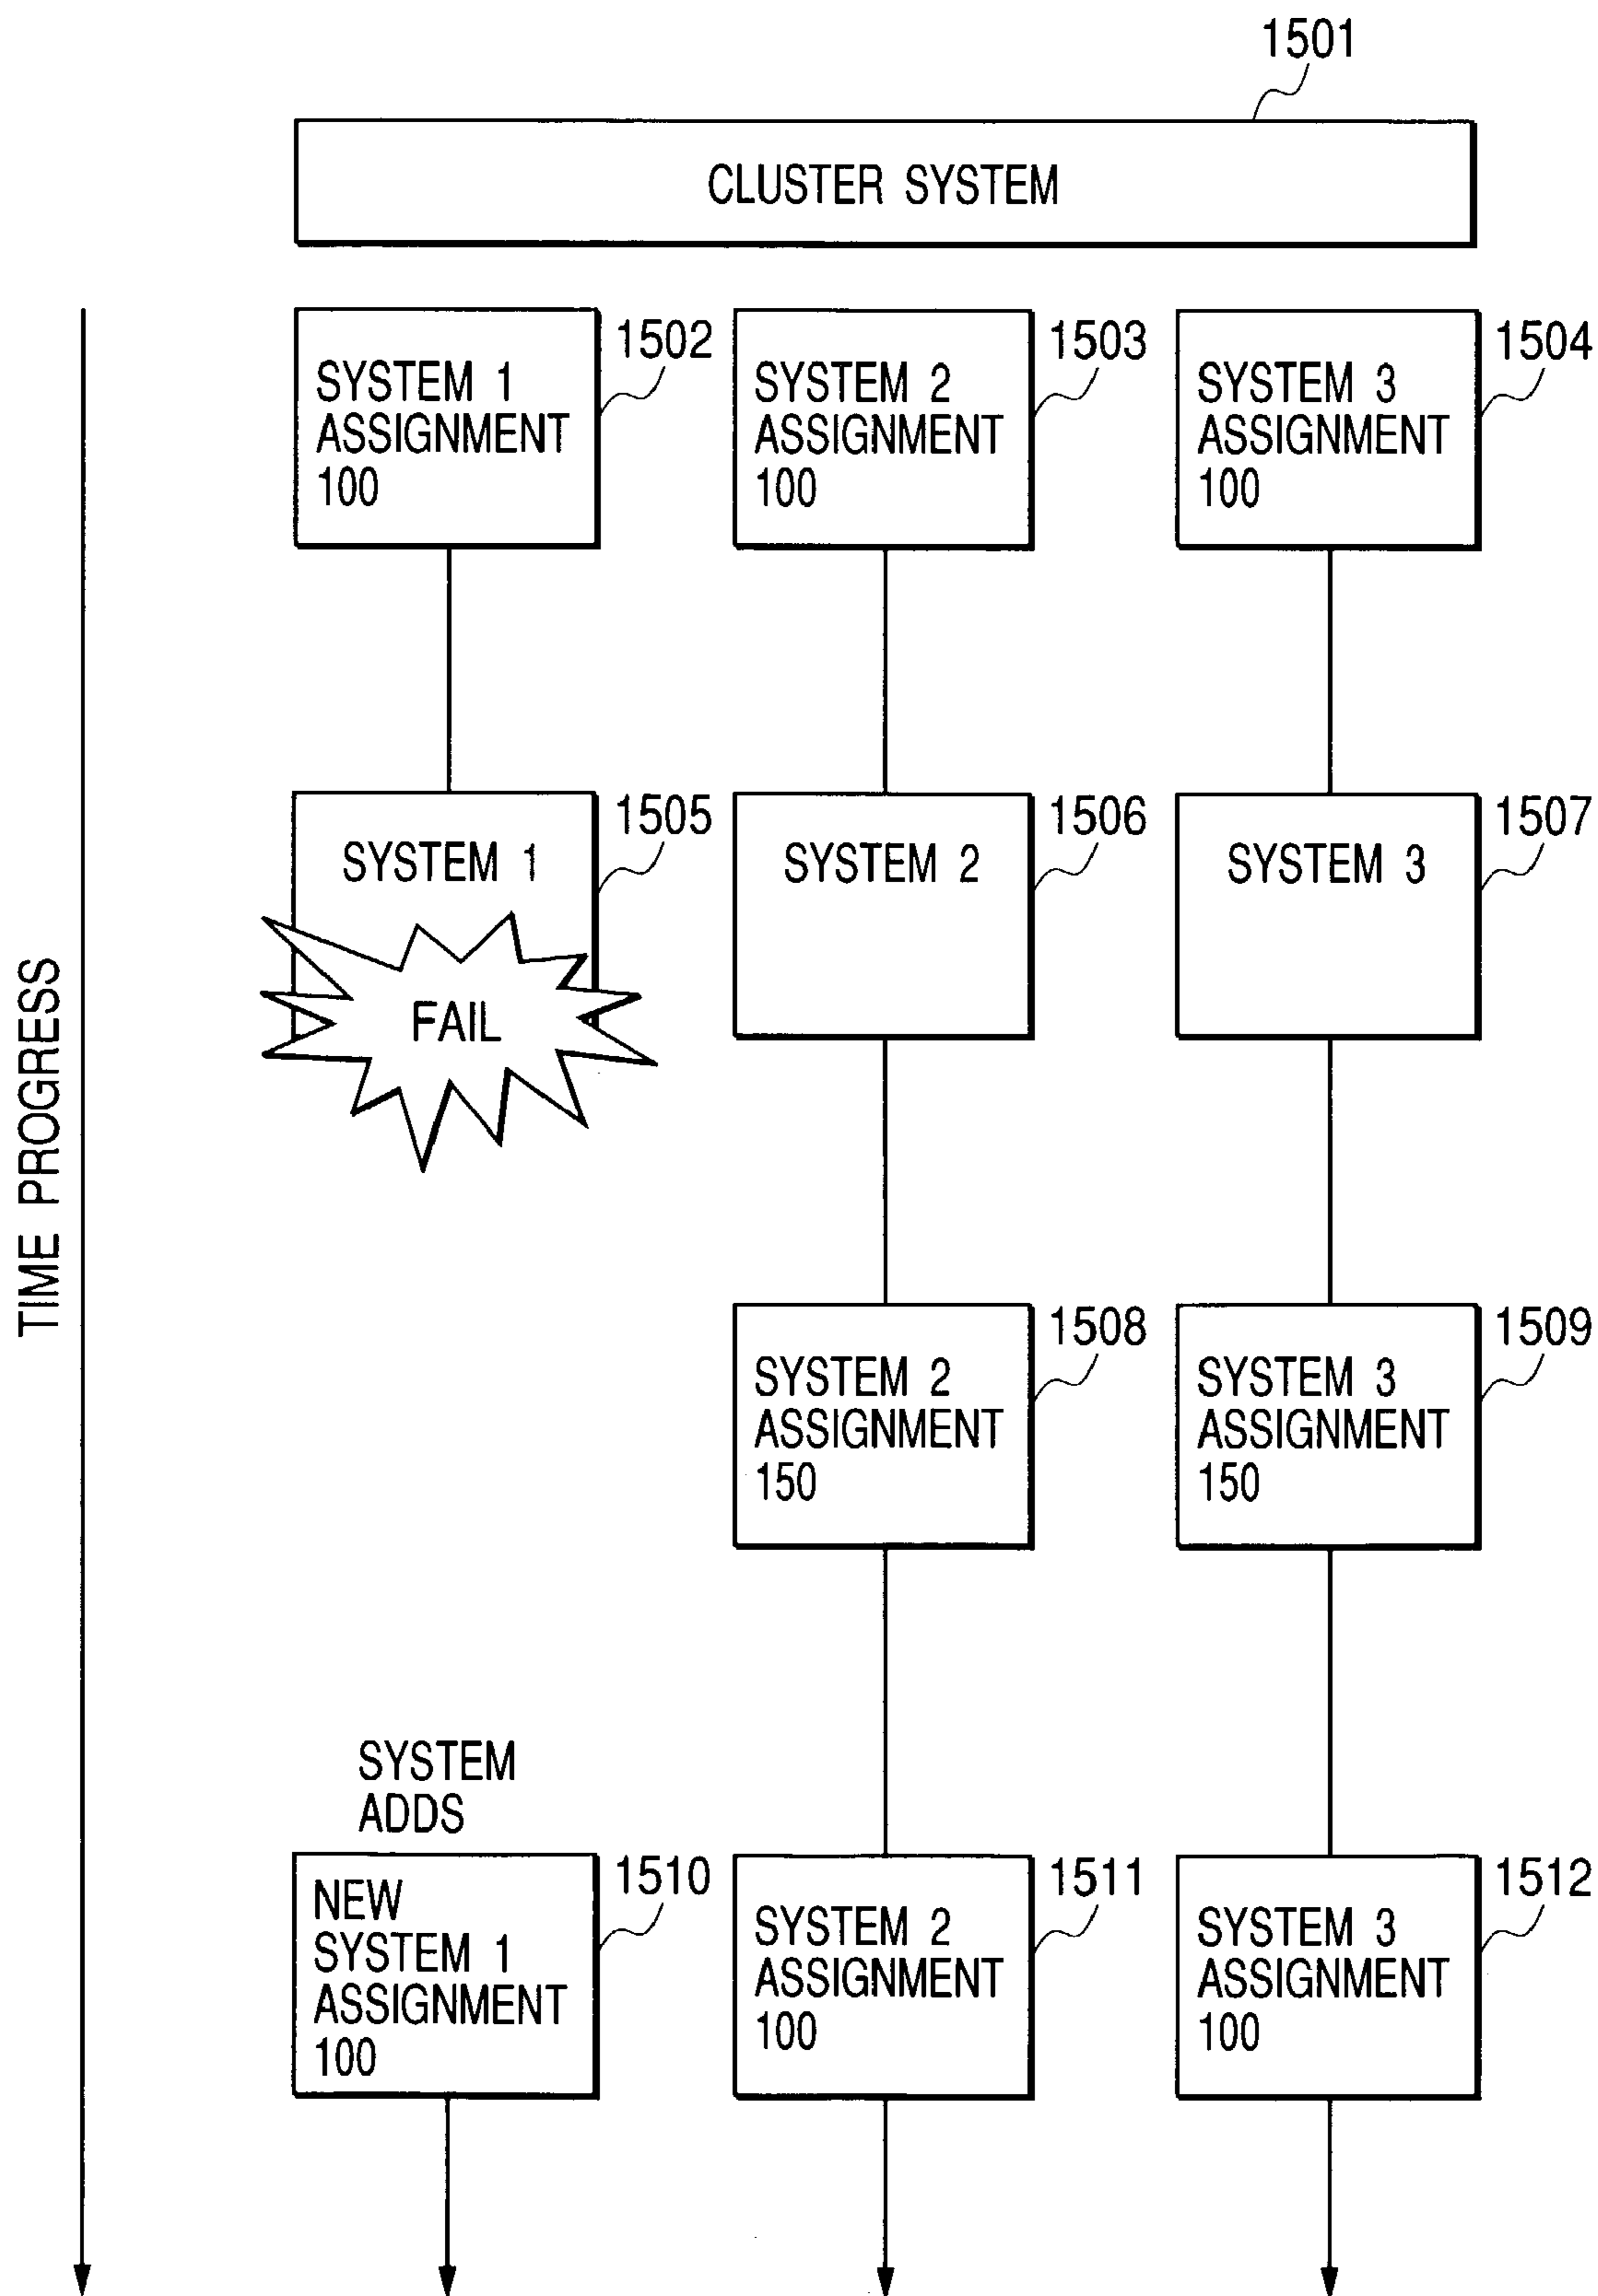 1501
CLUSTER SYSTEM
1502
SYSTEM 1
ASSIGNMENT
100
1503
SYSTEM 2
ASSIGNMENT
100
1504
SYSTEM 3
ASSIGNMENT
100
TIME PROGRESS
1505
SYSTEM 1
FAIL
1506
SYSTEM 2
1507
SYSTEM 3
1508
SYSTEM 2
ASSIGNMENT
150
1509
SYSTEM 3
ASSIGNMENT
150
SYSTEM
ADDS
1510
NEW
SYSTEM 1
ASSIGNMENT
100
1511
SYSTEM 2
ASSIGNMENT
100
1512
SYSTEM 3
ASSIGNMENT
100